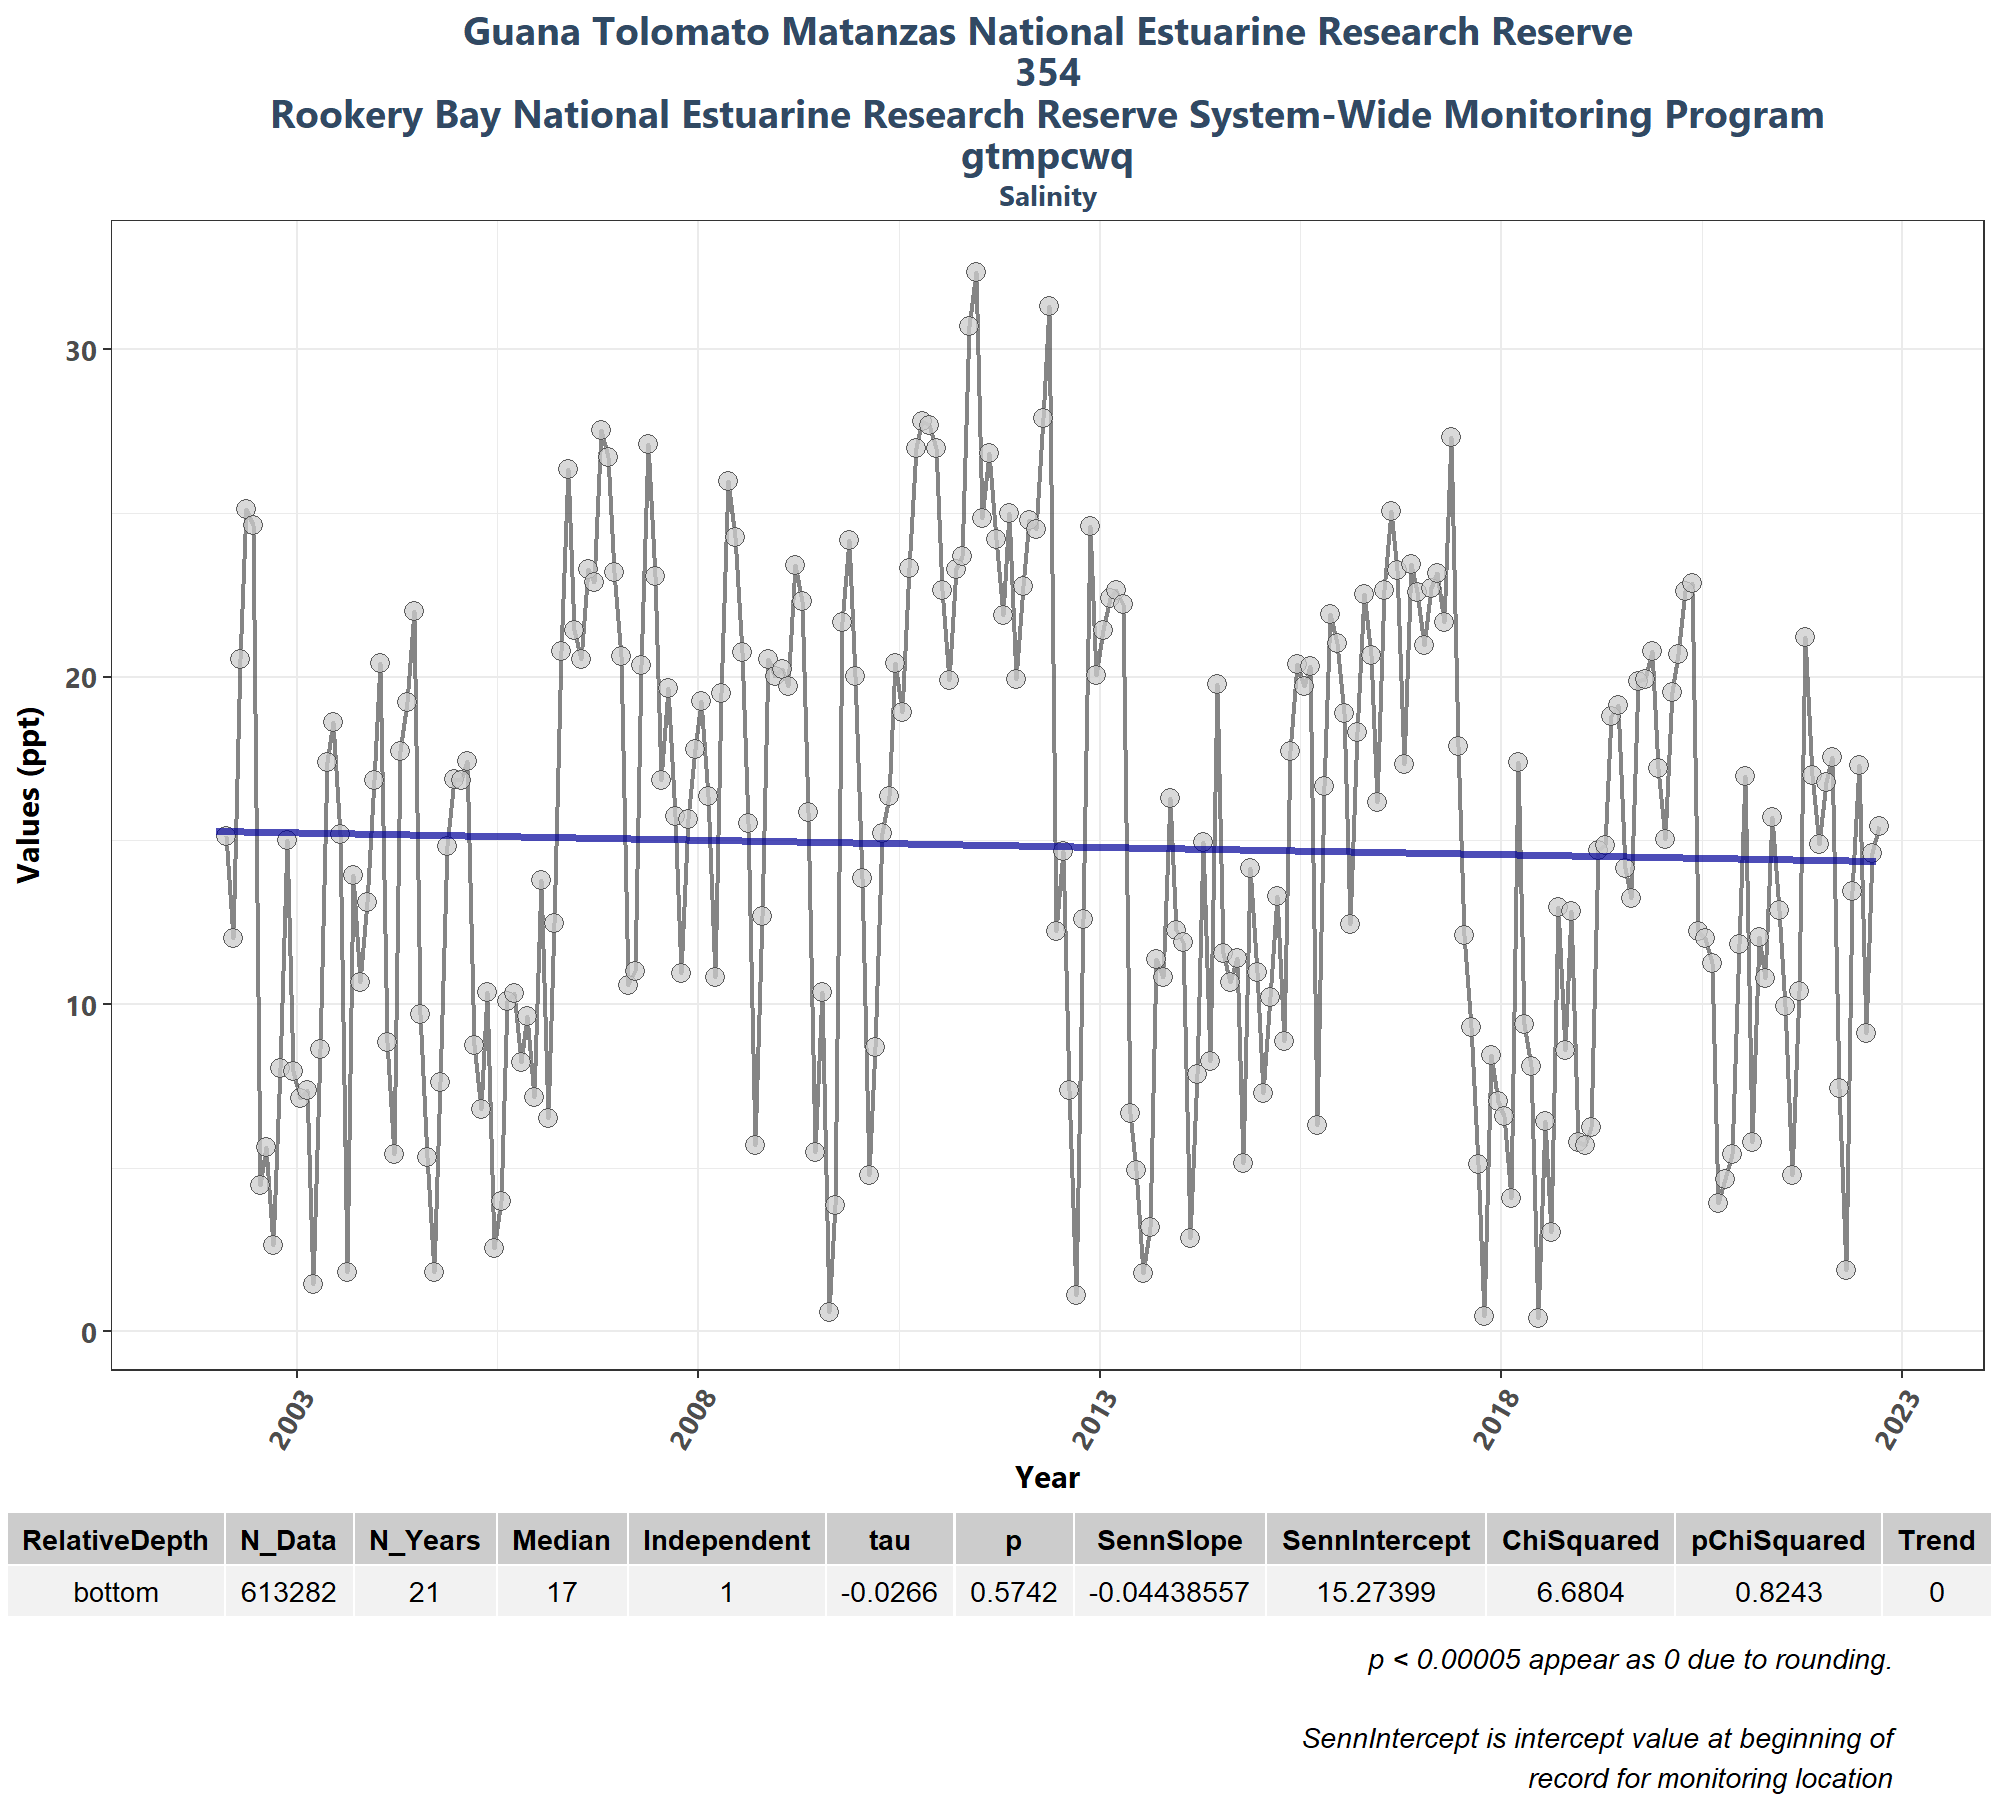 Guana Tolomato Matanzas National Estuarine Research Reserve
354
Rookery Bay National Estuarine Research Reserve System-Wide Monitoring Program
gtmpcwq
Salinity
30
20
10
0
Values (ppt)
2003
2008
2013
2018
2023
Year
RelativeDepth N_Data N_Years Median Independent tau p SennSlope SennIntercept ChiSquared pChiSquared Trend
bottom 613282 21 17 1 -0.0266 0.5742 -0.04438557 15.27399 6.6804 0.8243 0
p < 0.00005 appear as 0 due to rounding.
SennIntercept is intercept value at beginning of
record for monitoring location